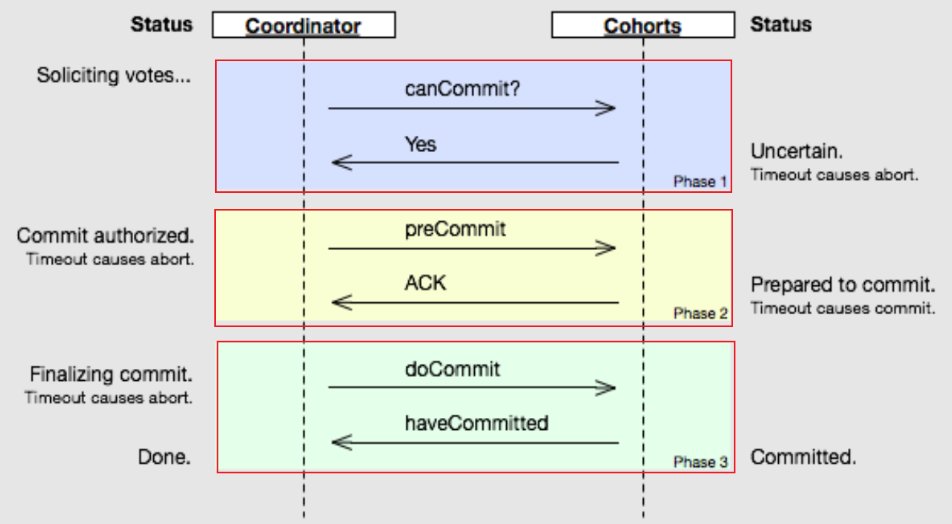 Status
Coordinator
Cohorts
Status
Soliciting votes...
canCommit?
Yes
Uncertain.
Timeout causes abort.
Phase 1
Commit authorized.
Timeout causes abort.
preCommit
ACK
Prepared to commit.
Timeout causes commit.
Phase 2
Finalizing commit.
Timeout causes abort.
doCommit
haveCommitted
Done.
Phase 3
Committed.